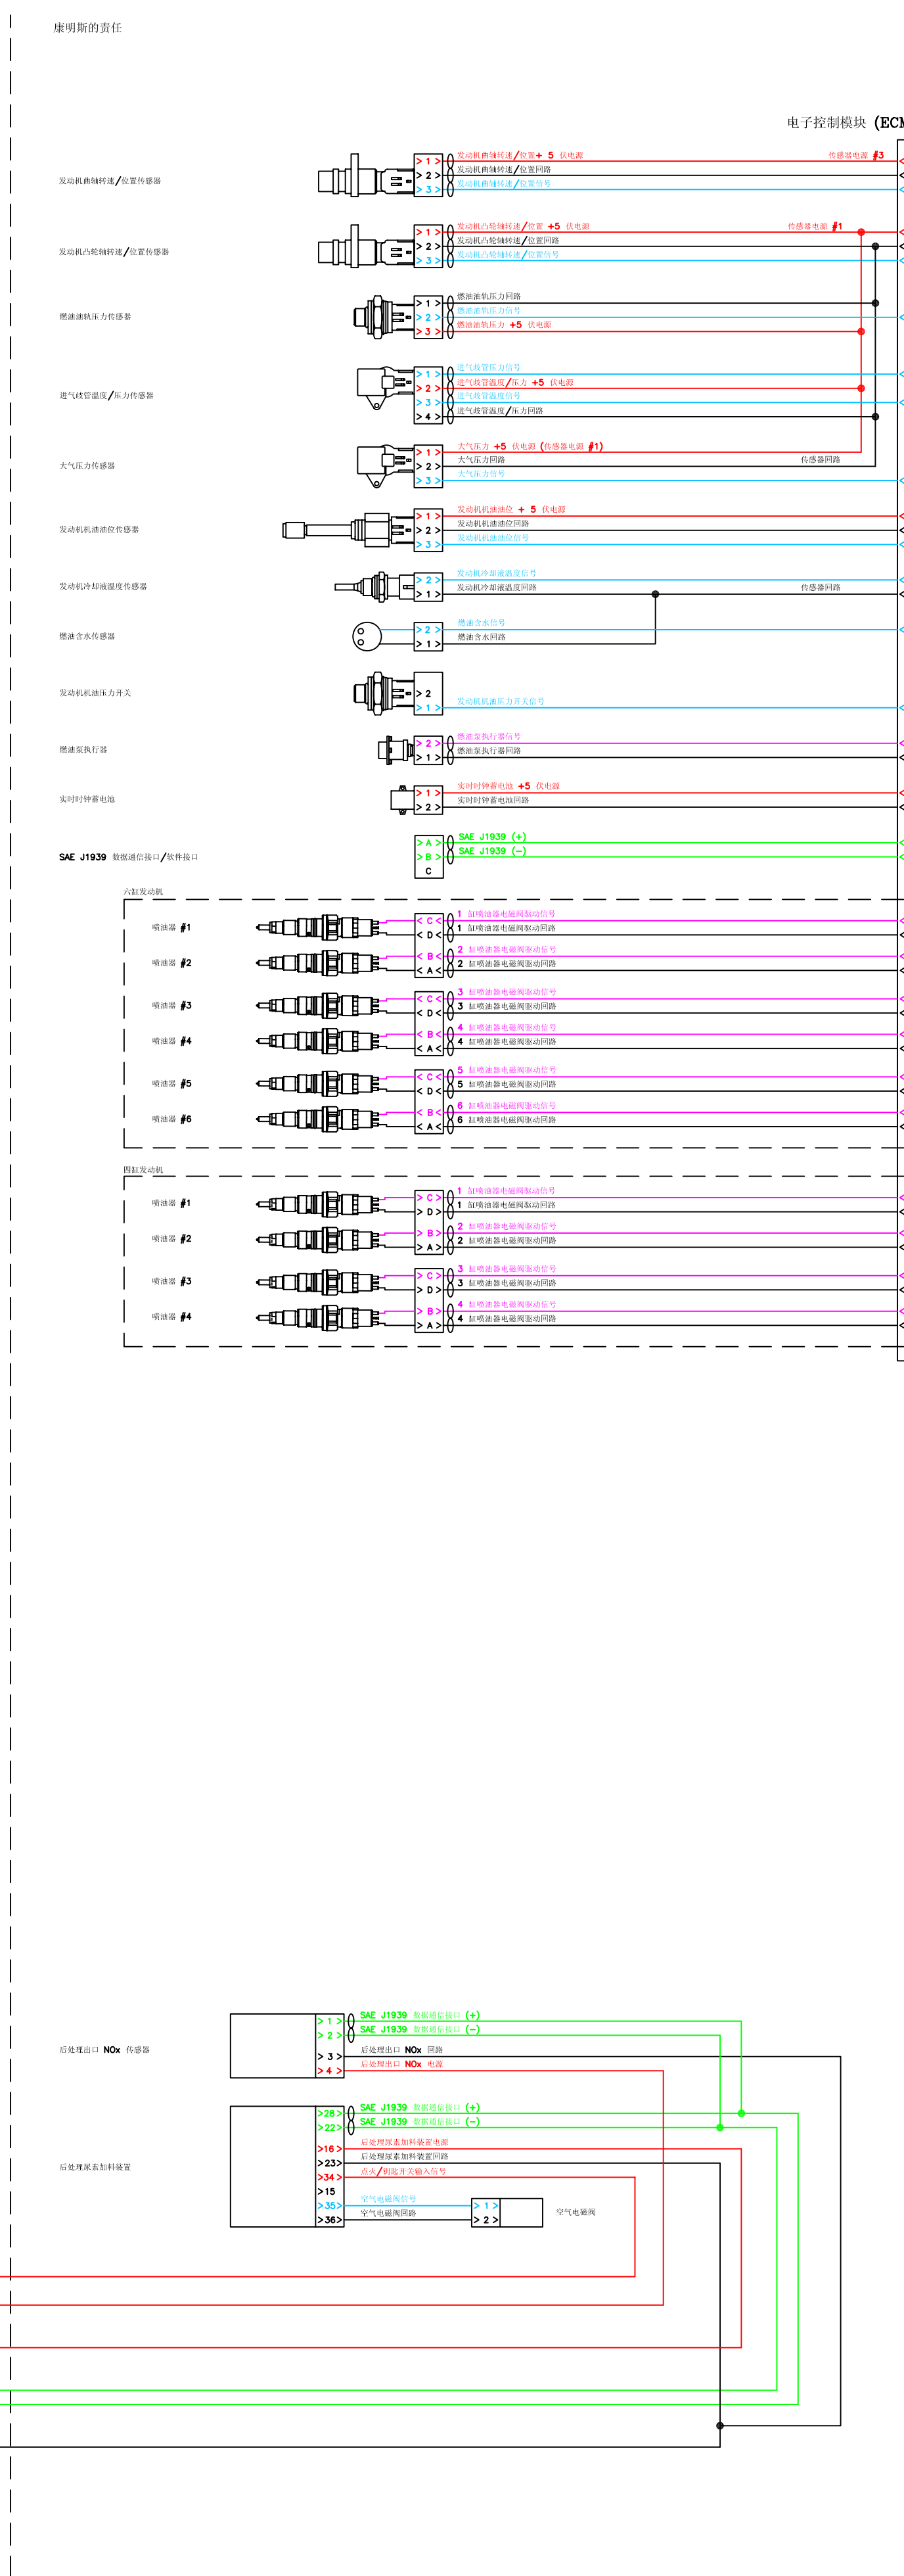 康明斯的责任
电子控制模块 (ECM
发动机曲轴转速/位置传感器
> 1 > 发动机曲轴转速/位置+ 5 伏电源 传感器电源 #3
> 2 > 发动机曲轴转速/位置回路
> 3 > 发动机曲轴转速/位置信号
发动机凸轮轴转速/位置传感器
> 1 > 发动机凸轮轴转速/位置 +5 伏电源 传感器电源 #1
> 2 > 发动机凸轮轴转速/位置回路
> 3 > 发动机凸轮轴转速/位置信号
燃油油轨压力传感器
> 1 > 燃油油轨压力回路
> 2 > 燃油油轨压力信号
> 3 > 燃油油轨压力 +5 伏电源
进气歧管温度/压力传感器
> 1 > 进气歧管压力信号
> 2 > 进气歧管温度/压力 +5 伏电源
> 3 > 进气歧管温度信号
> 4 > 进气歧管温度/压力回路
大气压力传感器
> 1 > 大气压力 +5 伏电源 (传感器电源 #1)
> 2 > 大气压力回路 传感器回路
> 3 > 大气压力信号
发动机机油油位传感器
> 1 > 发动机机油油位 + 5 伏电源
> 2 > 发动机机油油位回路
> 3 > 发动机机油油位信号
发动机冷却液温度传感器
> 2 > 发动机冷却液温度信号
> 1 > 发动机冷却液温度回路 传感器回路
燃油含水传感器
> 2 > 燃油含水信号
> 1 > 燃油含水回路
发动机机油压力开关
> 2
> 1 > 发动机机油压力开关信号
燃油泵执行器
> 2 > 燃油泵执行器信号
> 1 > 燃油泵执行器回路
实时时钟蓄电池
> 1 > 实时时钟蓄电池 +5 伏电源
> 2 > 实时时钟蓄电池回路
SAE J1939 数据通信接口/软件接口
> A > SAE J1939 (+)
> B > SAE J1939 (-)
C
六缸发动机
喷油器 #1
< C < 1 缸喷油器电磁阀驱动信号
< D < 1 缸喷油器电磁阀驱动回路
喷油器 #2
< B < 2 缸喷油器电磁阀驱动信号
< A < 2 缸喷油器电磁阀驱动回路
喷油器 #3
< C < 3 缸喷油器电磁阀驱动信号
< D < 3 缸喷油器电磁阀驱动回路
喷油器 #4
< B < 4 缸喷油器电磁阀驱动信号
< A < 4 缸喷油器电磁阀驱动回路
喷油器 #5
< C < 5 缸喷油器电磁阀驱动信号
< D < 5 缸喷油器电磁阀驱动回路
喷油器 #6
< B < 6 缸喷油器电磁阀驱动信号
< A < 6 缸喷油器电磁阀驱动回路
四缸发动机
喷油器 #1
> C > 1 缸喷油器电磁阀驱动信号
> D > 1 缸喷油器电磁阀驱动回路
喷油器 #2
> B > 2 缸喷油器电磁阀驱动信号
> A > 2 缸喷油器电磁阀驱动回路
喷油器 #3
> C > 3 缸喷油器电磁阀驱动信号
> D > 3 缸喷油器电磁阀驱动回路
喷油器 #4
> B > 4 缸喷油器电磁阀驱动信号
> A > 4 缸喷油器电磁阀驱动回路
后处理出口 NOx 传感器
> 1 > SAE J1939 数据通信接口 (+)
> 2 > SAE J1939 数据通信接口 (-)
> 3 > 后处理出口 NOx 回路
> 4 > 后处理出口 NOx 电源
后处理尿素加料装置
>28> SAE J1939 数据通信接口 (+)
>22> SAE J1939 数据通信接口 (-)
>16> 后处理尿素加料装置电源
>23> 后处理尿素加料装置回路
>34> 点火/钥匙开关输入信号
>15
>35> 空气电磁阀信号 > 1 >
>36> 空气电磁阀回路 > 2 >
空气电磁阀